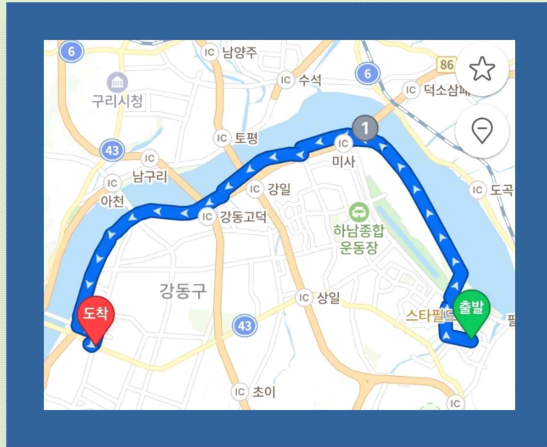 6
IC 남양주
구리시청
IC 수석
6
86
IC 덕소삼패
43
IC 토평
1
IC
남구리
IC
아천
IC
미사
IC 강일
IC 도곡
IC 강동고덕
하남종합
운동장
강동구
IC 상일
도착
43
스타필드
출발
IC 초이
IC